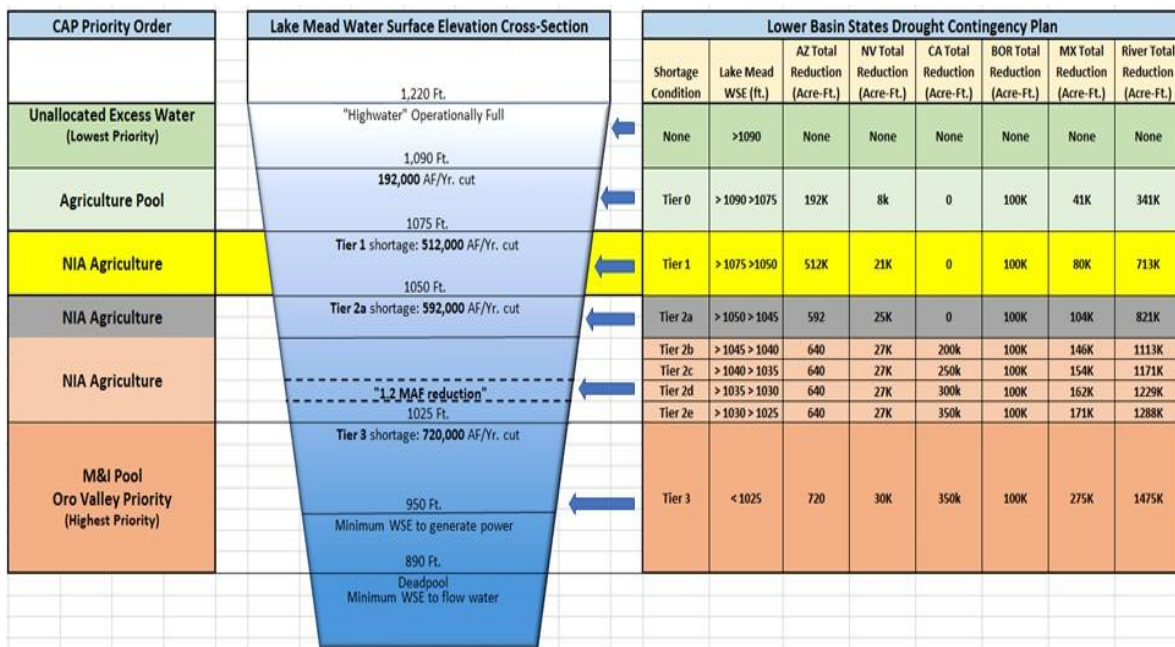 CAP Priority Order
Unallocated Excess Water
(Lowest Priority)
Agriculture Pool
NIA Agriculture
NIA Agriculture
NIA Agriculture
M&I Pool
Oro Valley Priority
(Highest Priority)
Lake Mead Water Surface Elevation Cross-Section
1,220 Ft.
"Highwater" Operationally Full
1,090 Ft.
192,000 AF/Yr. cut
1075 Ft.
Tier 1 shortage: 512,000 AF/Yr. cut
1050 Ft.
Tier 2a shortage: 592,000 AF/Yr. cut
"1.2 MAF reduction"
1025 Ft.
Tier 3 shortage: 720,000 AF/Yr. cut
950 Ft.
Minimum WSE to generate power
890 Ft.
Deadpool
Minimum WSE to flow water
Lower Basin States Drought Contingency Plan
Shortage Condition Lake Mead WSE (ft.) AZ Total Reduction (Acre-Ft.) NV Total Reduction (Acre-Ft.) CA Total Reduction (Acre-Ft.) BOR Total Reduction (Acre-Ft.) MX Total Reduction (Acre-Ft.) River Total Reduction (Acre-Ft.)
None >1090 None None None None None None
Tier 0 > 1090 >1075 192K 8k 0 100K 41K 341K
Tier 1 > 1075 >1050 512K 21K 0 100K 80K 713K
Tier 2a > 1050 > 1045 592 25K 0 100K 104K 821K
Tier 2b > 1045 > 1040 640 27K 200k 100K 146K 1113K
Tier 2c > 1040 > 1035 640 27K 250k 100K 154K 1171K
Tier 2d > 1035 > 1030 640 27K 300k 100K 162K 1229K
Tier 2e > 1030 > 1025 640 27K 350k 100K 171K 1288K
Tier 3 < 1025 720 30K 350k 100K 275K 1475K